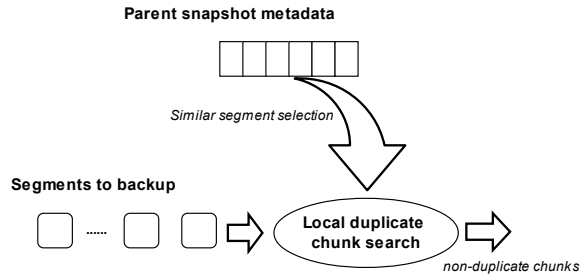 Parent snapshot metadata
Similar segment selection
Segments to backup
......
Local duplicate
chunk search
non-duplicate chunks